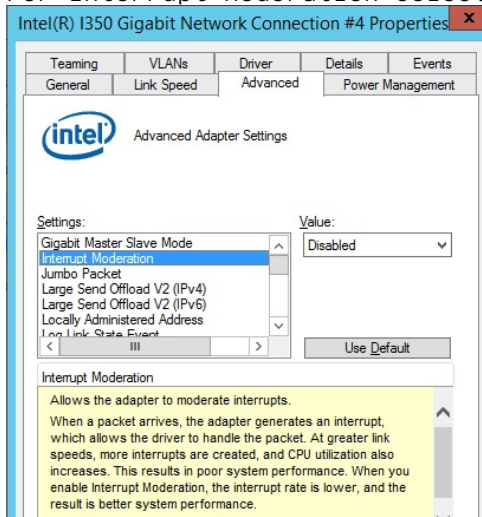 Intel(R) I350 Gigabit Network Connection #4 Properties x
Teaming VLANs Driver Details Events
General Link Speed Advanced Power Management
intel Advanced Adapter Settings
Settings: Value:
Gigabit Master Slave Mode Disabled
Interrupt Moderation
Jumbo Packet
Large Send Offload V2 (IPv4)
Large Send Offload V2 (IPv6)
Locally Administered Address
Log Link State Event
Use Default
Interrupt Moderation
Allows the adapter to moderate interrupts.
When a packet arrives, the adapter generates an interrupt,
which allows the driver to handle the packet. At greater link
speeds, more interrupts are created, and CPU utilization also
increases. This results in poor system performance. When you
enable Interrupt Moderation, the interrupt rate is lower, and the
result is better system performance.